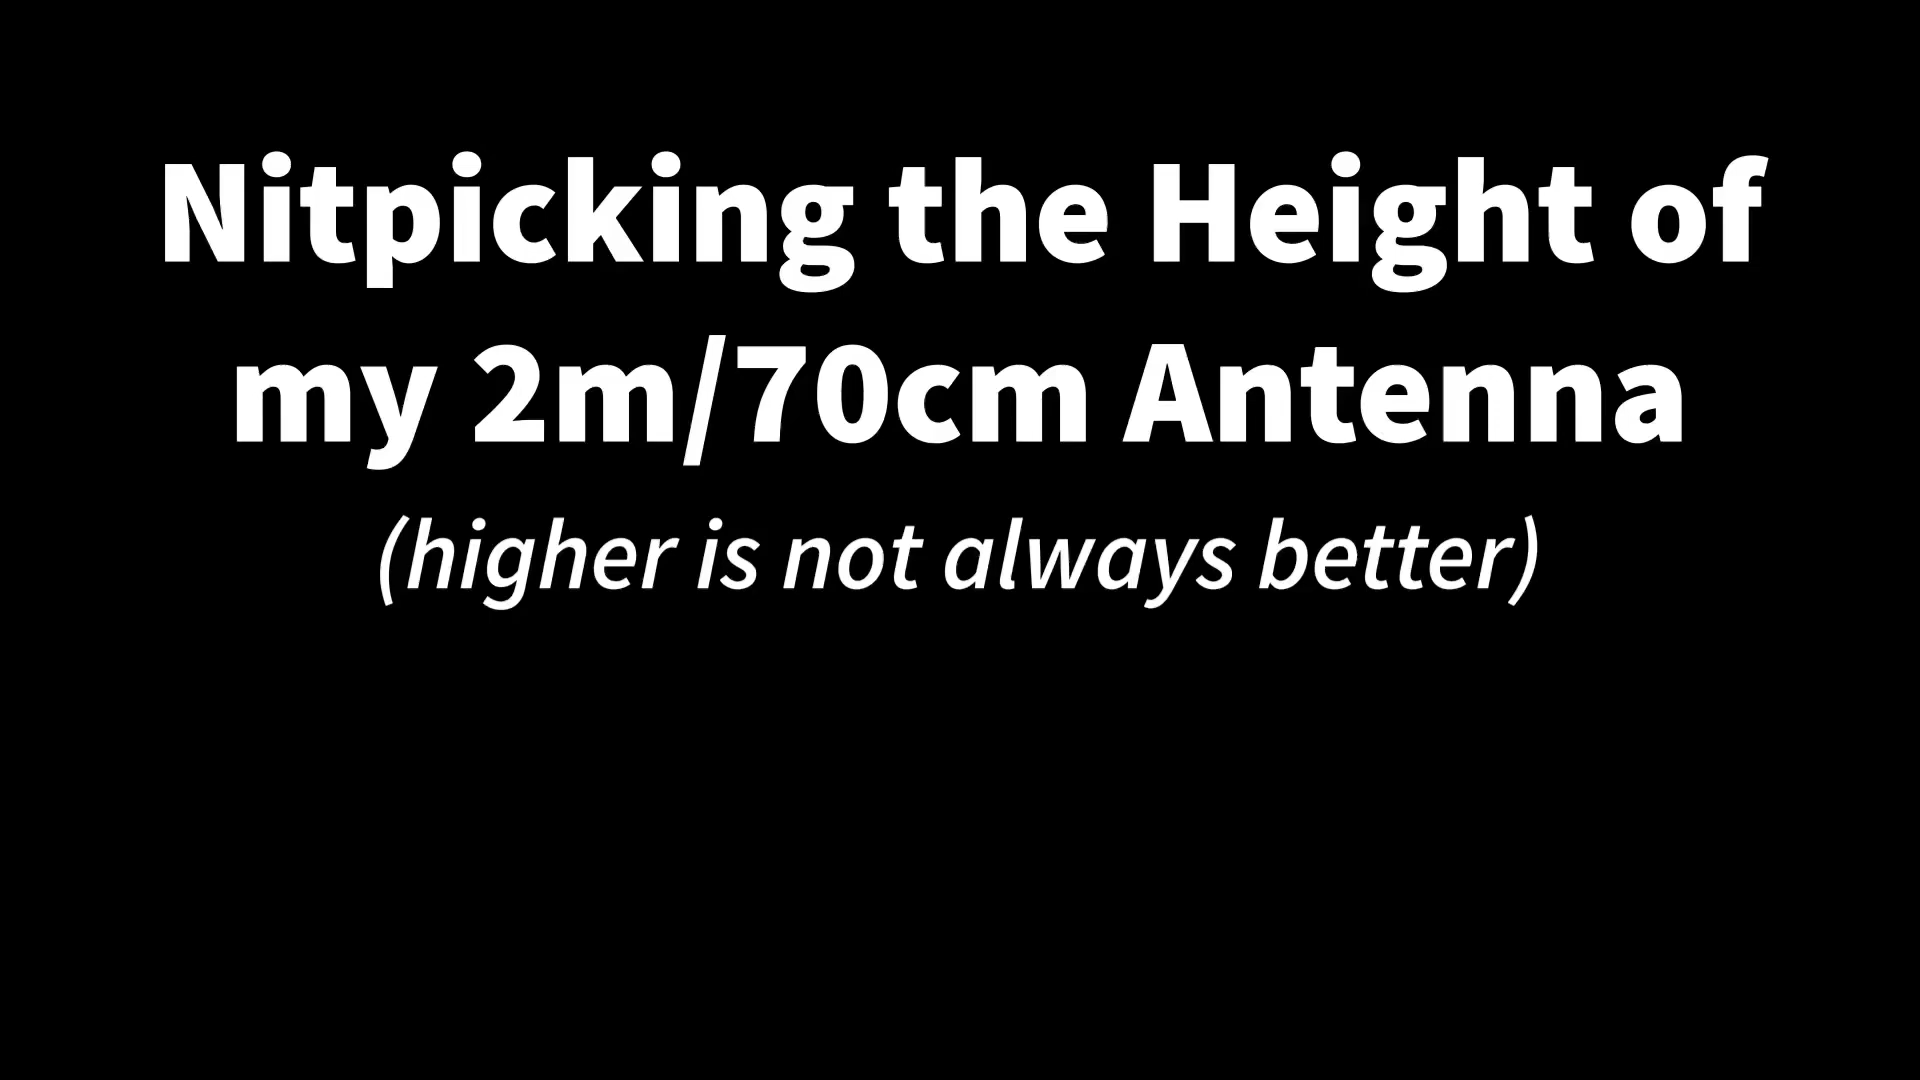 Nitpicking the Height of
my 2m/70cm Antenna
(higher is not always better)